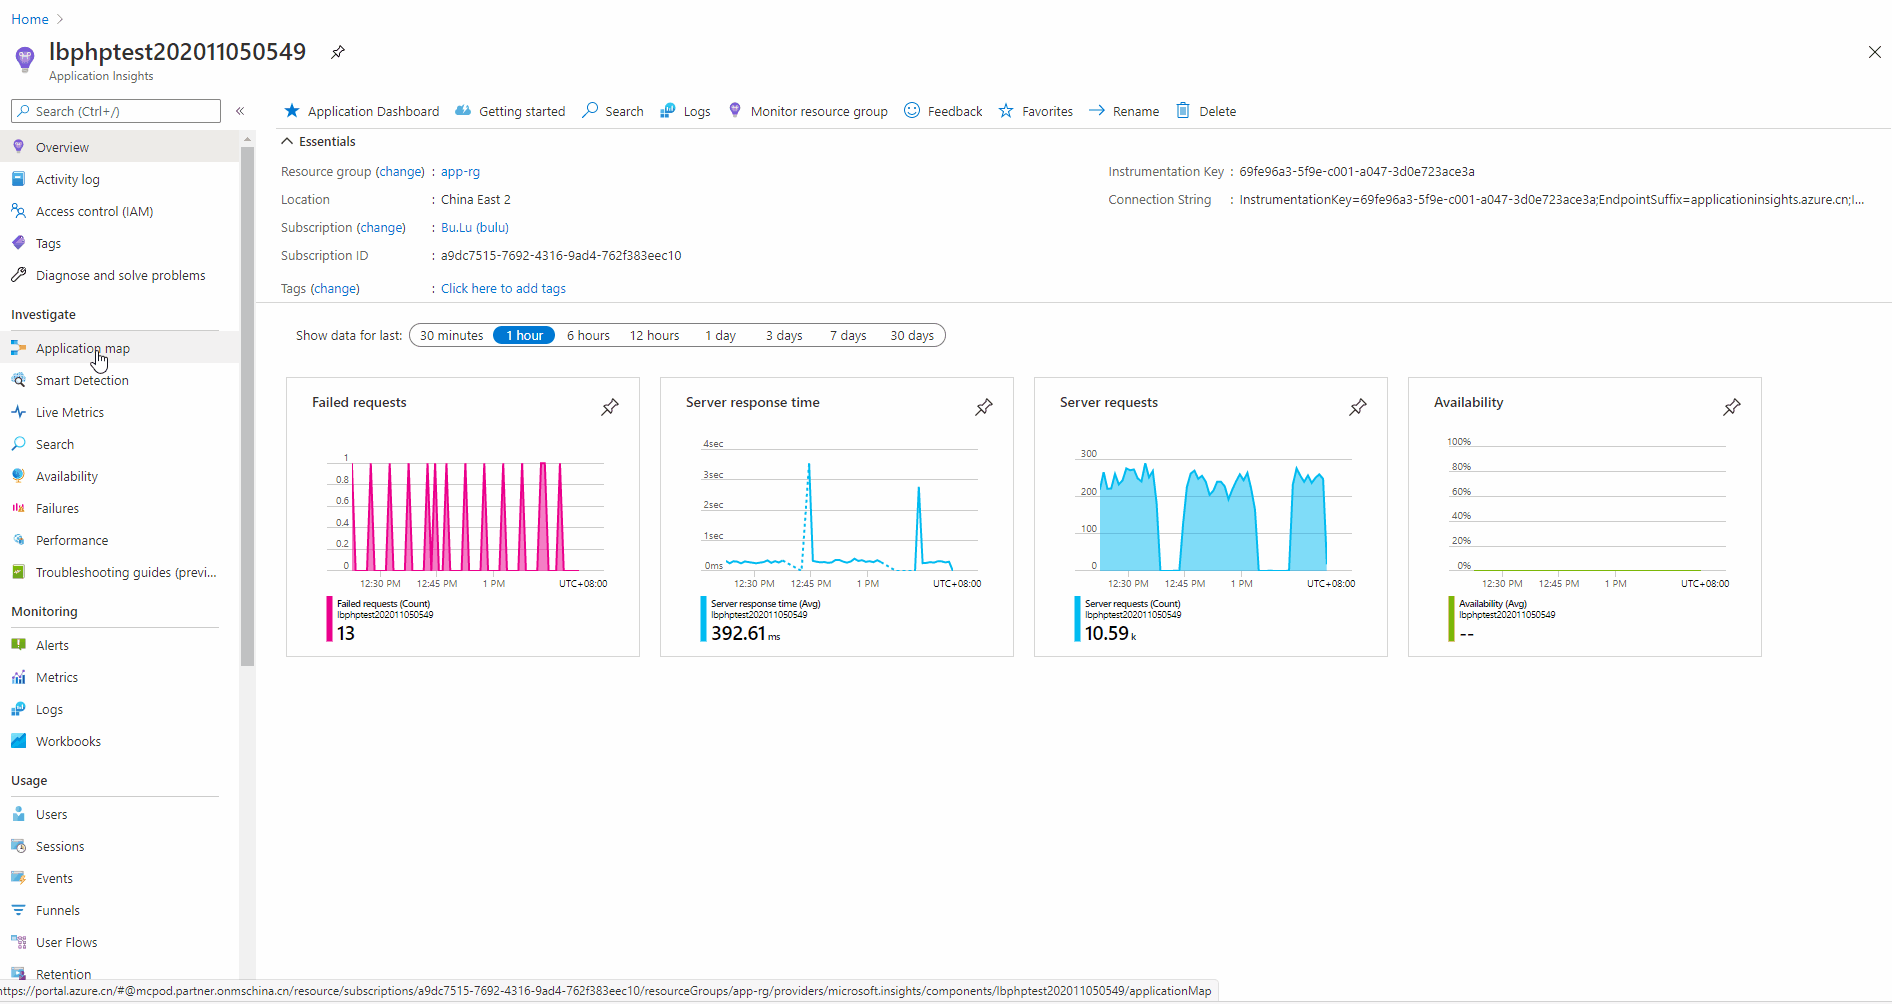 Home
lbphptest202011050549
Application Insights
Search (Ctrl+/)
«
Overview
Activity log
Access control (IAM)
Tags
Diagnose and solve problems
Investigate
Application map
Smart Detection
Live Metrics
Search
Availability
Failures
Performance
Troubleshooting guides (previ...
Monitoring
Alerts
Metrics
Logs
Workbooks
Usage
Users
Sessions
Events
Funnels
User Flows
Retention
Application Dashboard Getting started Search Logs Monitor resource group Feedback Favorites Rename Delete
Essentials
Resource group (change) : app-rg
Location : China East 2
Subscription (change) : Bu.Lu (bulu)
Subscription ID : a9dc7515-7692-4316-9ad4-762f383eec10
Tags (change) : Click here to add tags
Instrumentation Key : 69fe96a3-5f9e-c001-a047-3d0e723ace3a
Connection String : InstrumentationKey=69fe96a3-5f9e-c001-a047-3d0e723ace3a;EndpointSuffix=applicationinsights.azure.cn;I...
Show data for last: 30 minutes 1 hour 6 hours 12 hours 1 day 3 days 7 days 30 days
Failed requests
1
0.8
0.6
0.4
0.2
0
12:30 PM 12:45 PM 1 PM UTC+08:00
Failed requests (Count)
lbphptest202011050549
13
Server response time
4sec
3sec
2sec
1sec
0ms
12:30 PM 12:45 PM 1 PM UTC+08:00
Server response time (Avg)
lbphptest202011050549
392.61 ms
Server requests
300
200
100
0
12:30 PM 12:45 PM 1 PM UTC+08:00
Server requests (Count)
lbphptest202011050549
10.59 k
Availability
100%
80%
60%
40%
20%
0%
12:30 PM 12:45 PM 1 PM UTC+08:00
Availability (Avg)
lbphptest202011050549
--
https://portal.azure.cn/#@mcpod.partner.onmschina.cn/resource/subscriptions/a9dc7515-7692-4316-9ad4-762f383eec10/resourceGroups/app-rg/providers/microsoft.insights/components/lbphptest202011050549/applicationMap